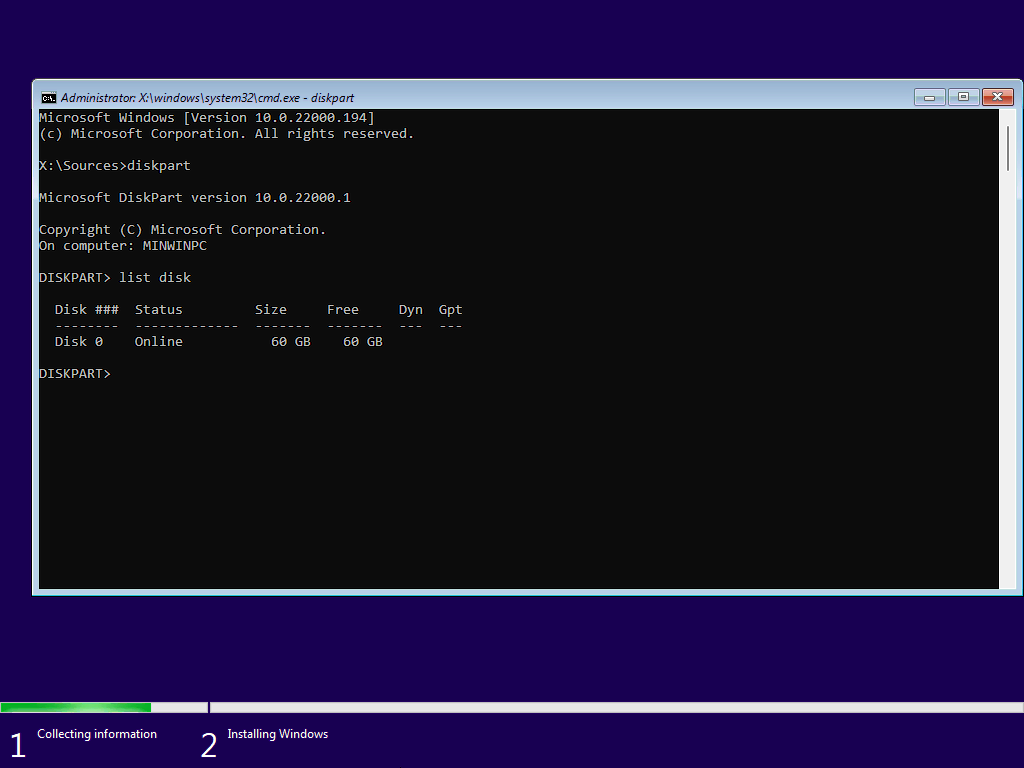 Administrator: X:\windows\system32\cmd.exe - diskpart
Microsoft Windows [Version 10.0.22000.194]
(c) Microsoft Corporation. All rights reserved.
X:\Sources>diskpart
Microsoft DiskPart version 10.0.22000.1
Copyright (C) Microsoft Corporation.
On computer: MINWINPC
DISKPART> list disk
  Disk ###  Status         Size     Free     Dyn  Gpt
  --------  -------------  -------  -------  ---  ---
  Disk 0    Online           60 GB    60 GB
DISKPART>
1 Collecting information 2 Installing Windows